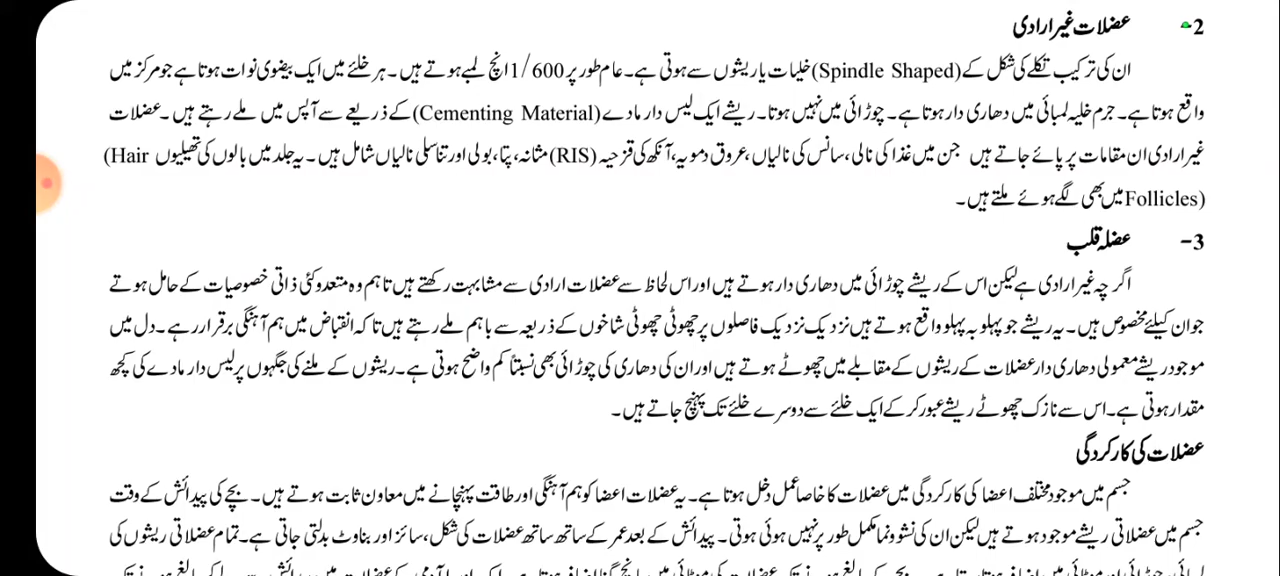 2- عضلات غیر ارادی
ان کی ترکیب تکلے کی شکل کے (Spindle Shaped) خلیات یا ریشوں سے ہوتی ہے۔ عام طور پر 1/600 انچ لمبے ہوتے ہیں۔ ہر خلئے میں ایک بیضوی نوات ہوتا ہے جو مرکز میں
واقع ہوتا ہے۔ جرم خلیہ لمبائی میں دھاری دار ہوتا ہے۔ چوڑائی میں نہیں ہوتا۔ ریشے ایک لیس دار مادے (Cementing Material) کے ذریعے سے آپس میں ملے رہتے ہیں۔ عضلات
غیر ارادی ان مقامات پر پائے جاتے ہیں جن میں غذا کی نالی، سانس کی نالیاں، عروق دمویہ، آنکھ کی قزحیہ (RIS) مثانہ، پتا، بولی اور تناسلی نالیاں شامل ہیں۔ یہ جلد میں بالوں کی تھیلیوں (Hair
Follicles) میں بھی لگے ہوئے ملتے ہیں۔
3- عضلہ قلب
اگر چہ غیر ارادی ہے لیکن اس کے ریشے چوڑائی میں دھاری دار ہوتے ہیں اور اس لحاظ سے عضلات ارادی سے مشابہت رکھتے ہیں تاہم وہ متعدد کئی ذاتی خصوصیات کے حامل ہوتے
جو ان کیلئے مخصوص ہیں۔ یہ ریشے جو پہلو بہ پہلو واقع ہوتے ہیں نزدیک نزدیک فاصلوں پر چھوٹی چھوٹی شاخوں کے ذریعہ سے باہم ملے رہتے ہیں تاکہ انقباض میں ہم آہنگی برقرار رہے۔ دل میں
موجود ریشے معمولی دھاری دار عضلات کے ریشوں کے مقابلے میں چھوٹے ہوتے ہیں اور ان کی دھاری کی چوڑائی بھی نسبتاً کم واضح ہوتی ہے۔ ریشوں کے ملنے کی جگہوں پر لیس دار مادے کی کچھ
مقدار ہوتی ہے۔ اس سے نازک چھوٹے ریشے عبور کر کے ایک خلئے سے دوسرے خلئے تک پہنچ جاتے ہیں۔
عضلات کی کارکردگی
جسم میں موجود مختلف اعضا کی کارکردگی میں عضلات کا خاصا عمل دخل ہوتا ہے۔ یہ عضلات اعضا کو ہم آہنگی اور طاقت پہنچانے میں معاون ثابت ہوتے ہیں۔ بچے کی پیدائش کے وقت
جسم میں عضلاتی ریشے موجود ہوتے ہیں لیکن ان کی نشوونما مکمل طور پر نہیں ہوئی ہوتی۔ پیدائش کے بعد عمر کے ساتھ ساتھ عضلات کی شکل، سائز اور بناوٹ بدلتی جاتی ہے۔ تمام عضلاتی ریشوں کی